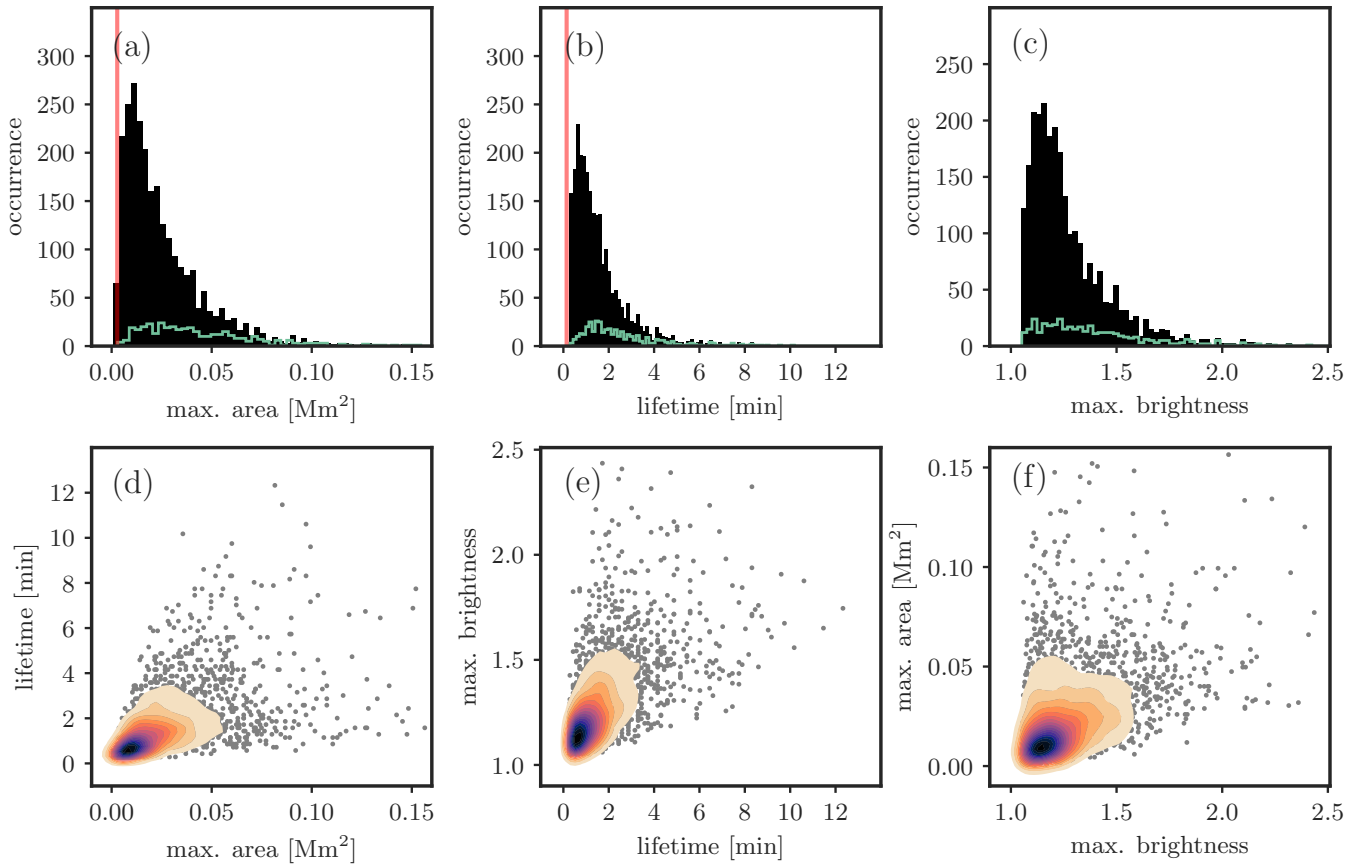 (a)
occurrence
350
300
250
200
150
100
50
0
0.00 0.05 0.10 0.15
max. area [Mm²]
(b)
occurrence
350
300
250
200
150
100
50
0
0 2 4 6 8 10 12
lifetime [min]
(c)
occurrence
250
200
150
100
50
0
1.0 1.5 2.0 2.5
max. brightness
(d)
lifetime [min]
12
10
8
6
4
2
0
0.00 0.05 0.10 0.15
max. area [Mm²]
(e)
max. brightness
2.5
2.0
1.5
1.0
0 2 4 6 8 10 12
lifetime [min]
(f)
max. area [Mm²]
0.15
0.10
0.05
0.00
1.0 1.5 2.0 2.5
max. brightness